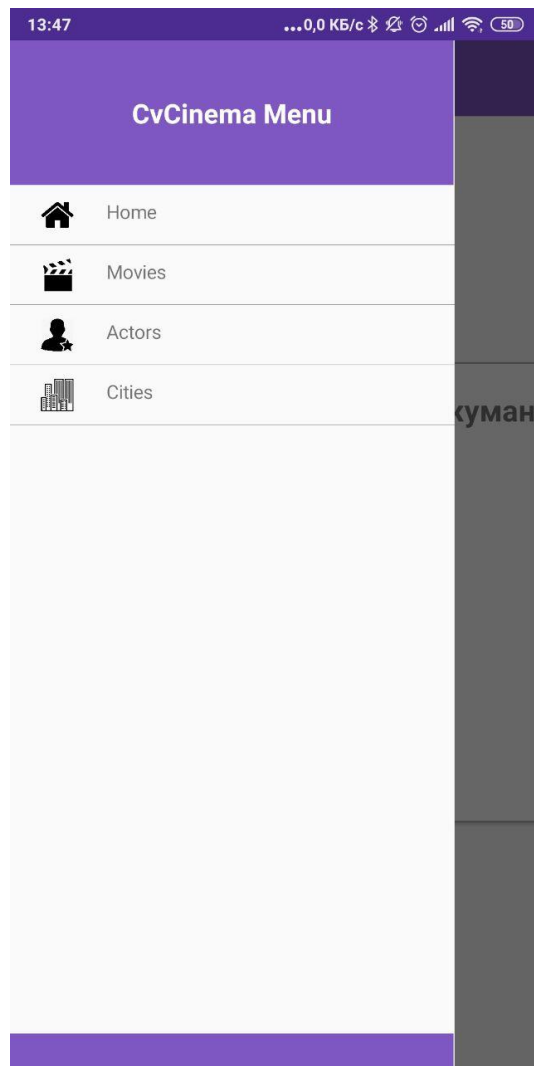 13:47 ...0,0 КБ/с 50
CvCinema Menu
Home
Movies
Actors
Cities
куман